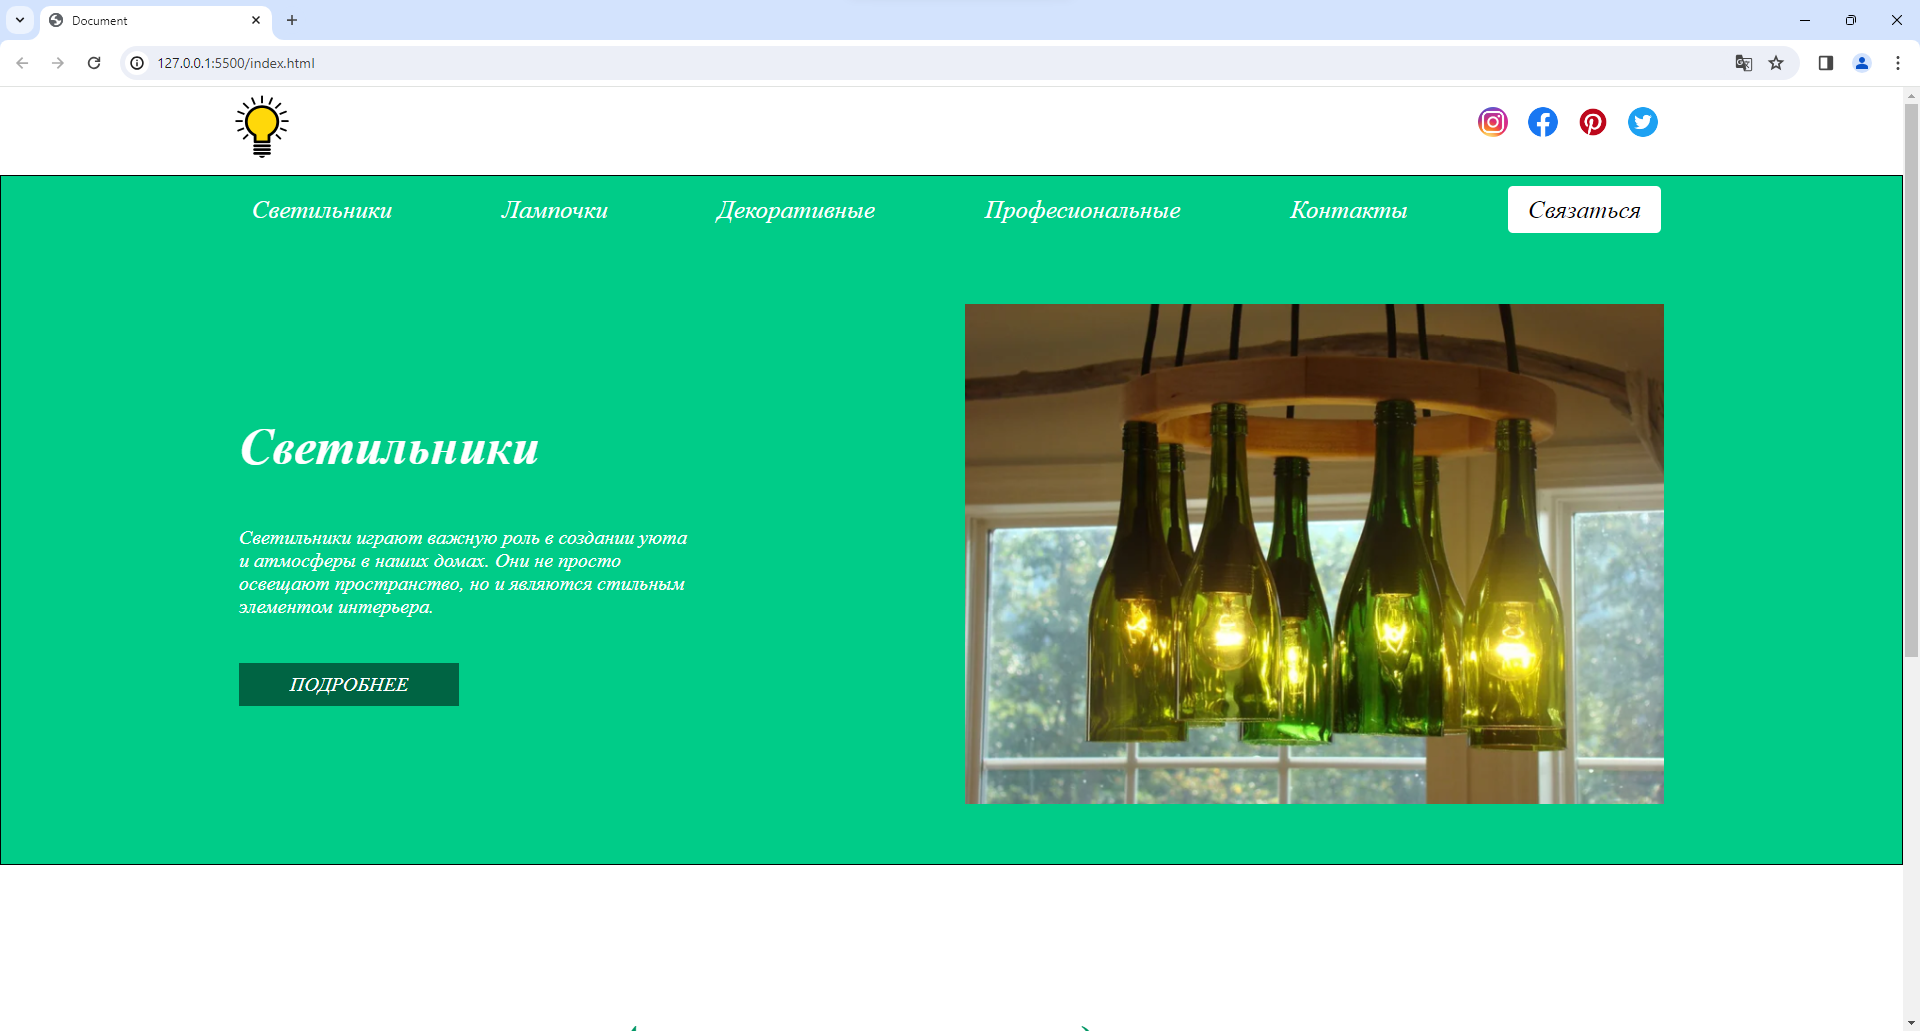 Document
127.0.0.1:5500/index.html
Светильники Лампочки Декоративные Професиональные Контакты Связаться
Светильники
Светильники играют важную роль в создании уюта
и атмосферы в наших домах. Они не просто
освещают пространство, но и являются стильным
элементом интерьера.
ПОДРОБНЕЕ